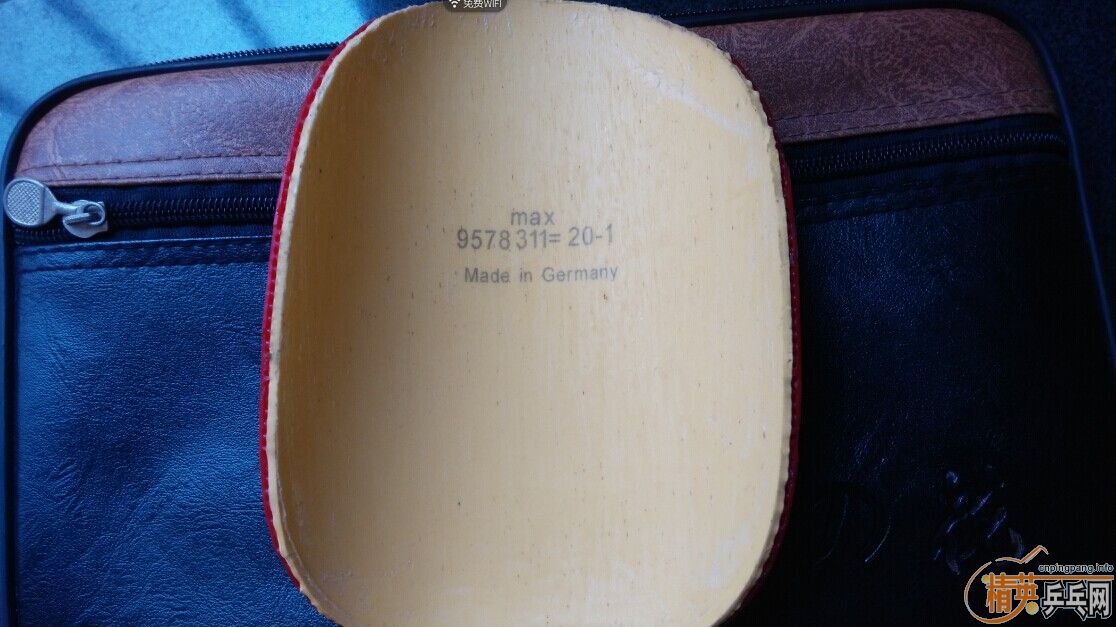 免费WiFi
max
9578 311= 20-1
Made in Germany
cnpingpang.info
精英乒乓网